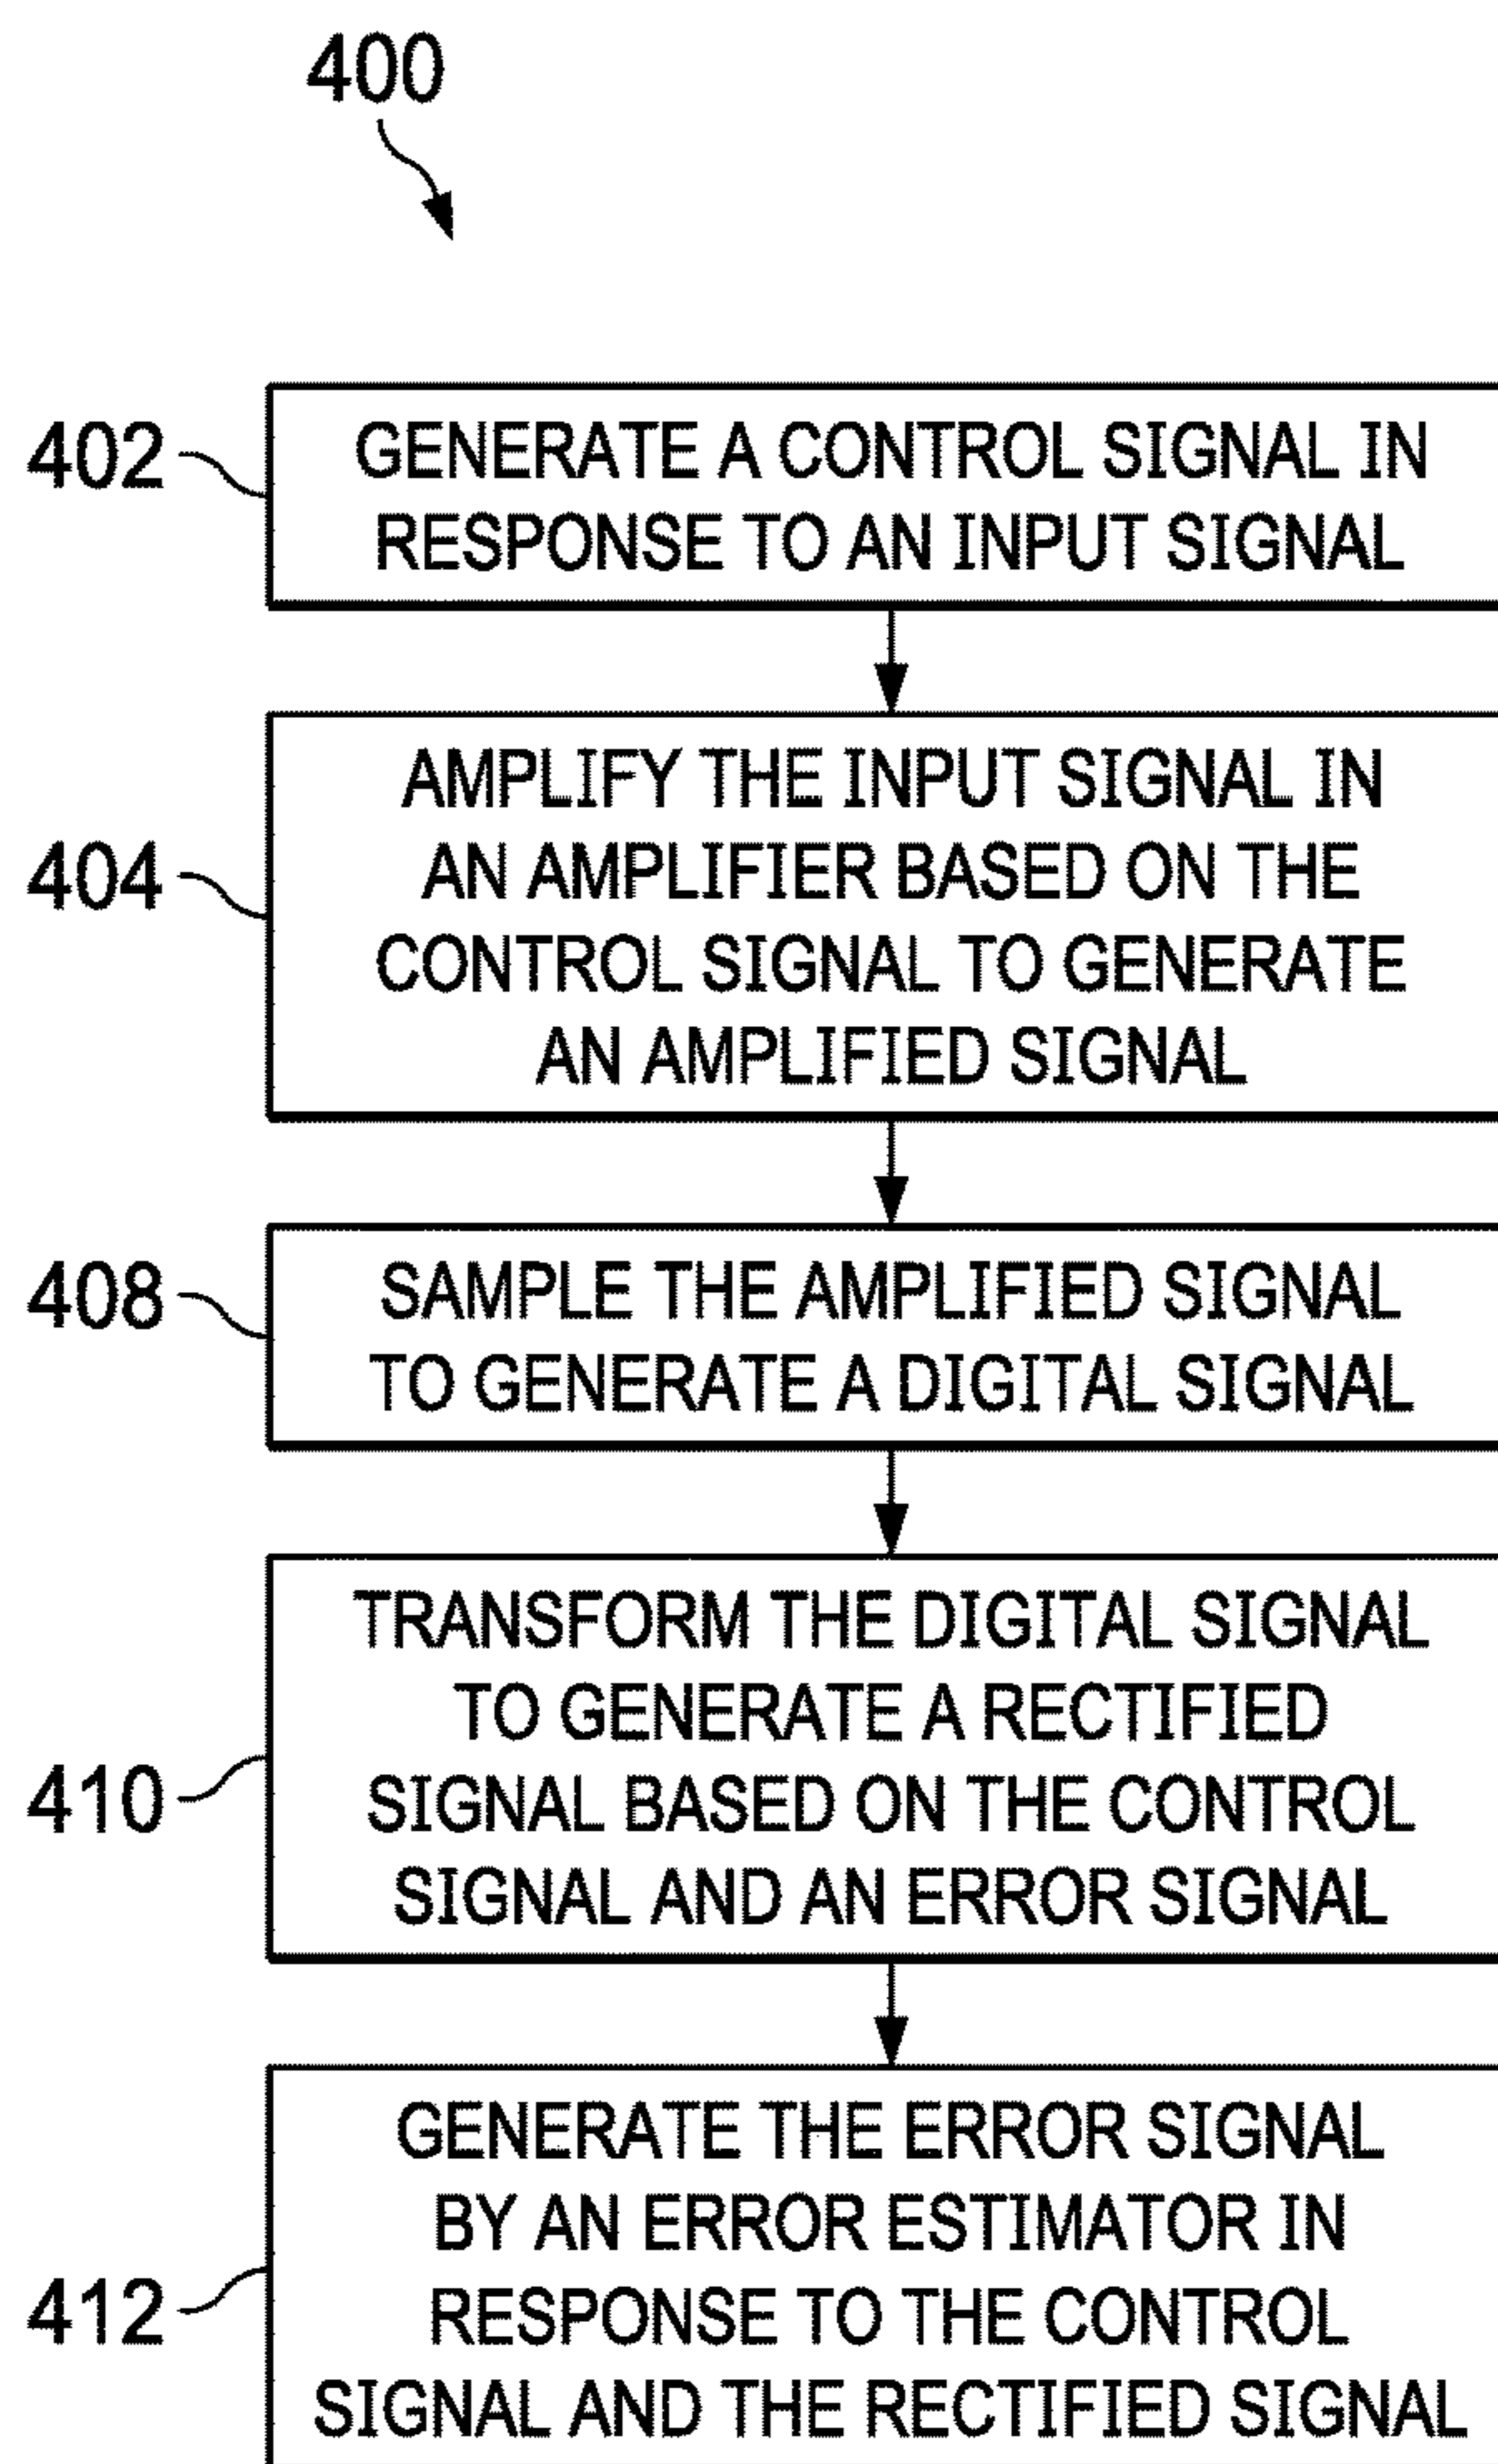 400
402
GENERATE A CONTROL SIGNAL IN
RESPONSE TO AN INPUT SIGNAL
404
AMPLIFY THE INPUT SIGNAL IN
AN AMPLIFIER BASED ON THE
CONTROL SIGNAL TO GENERATE
AN AMPLIFIED SIGNAL
408
SAMPLE THE AMPLIFIED SIGNAL
TO GENERATE A DIGITAL SIGNAL
410
TRANSFORM THE DIGITAL SIGNAL
TO GENERATE A RECTIFIED
SIGNAL BASED ON THE CONTROL
SIGNAL AND AN ERROR SIGNAL
412
GENERATE THE ERROR SIGNAL
BY AN ERROR ESTIMATOR IN
RESPONSE TO THE CONTROL
SIGNAL AND THE RECTIFIED SIGNAL